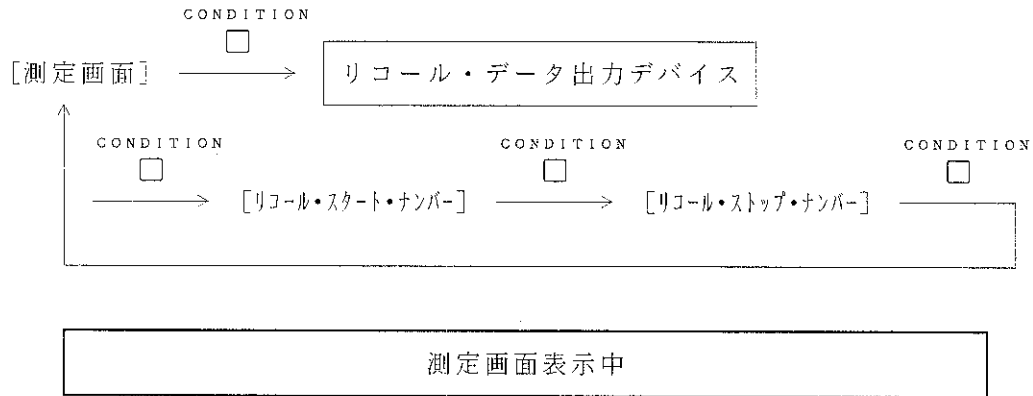 CONDITION
[測定画面] リコール・データ出力デバイス
CONDITION CONDITION CONDITION
[リコール・スタート・ナンバー] [リコール・ストップ・ナンバー]
測定画面表示中